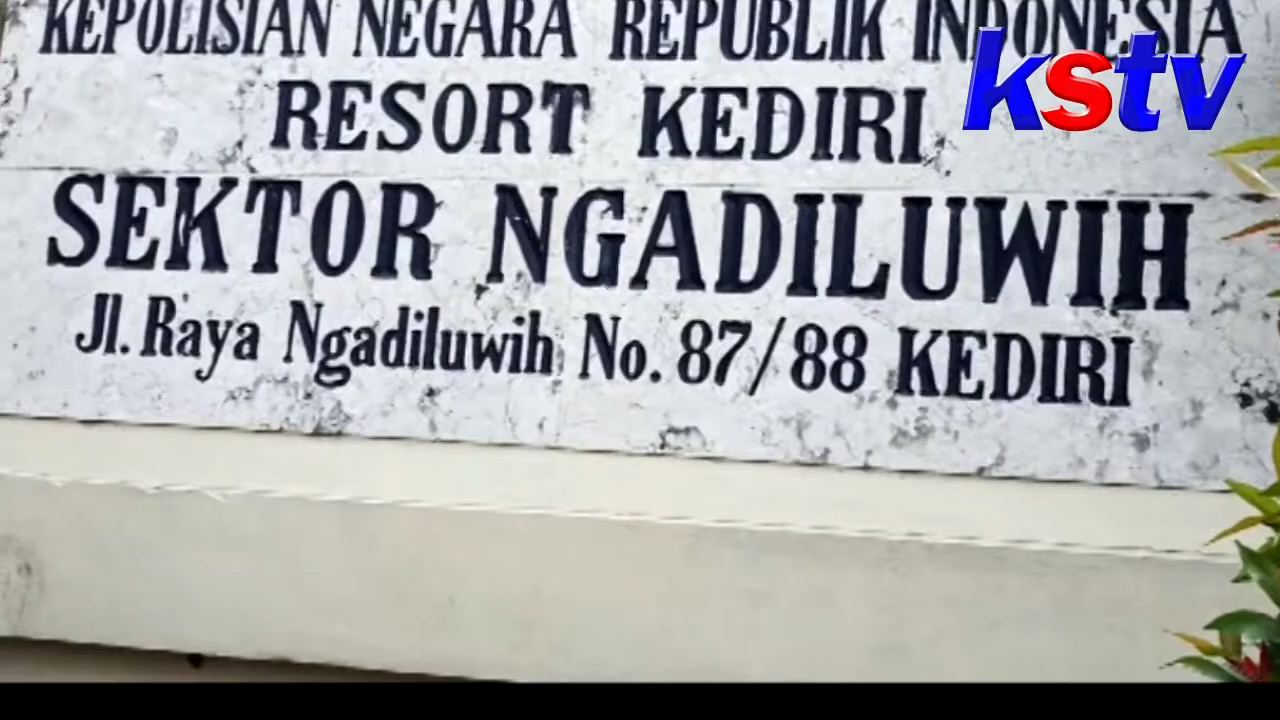 KEPOLISIAN NEGARA REPUBLIK INDONESIA
kstv
RESORT KEDIRI
SEKTOR NGADILUWIH
Jl. Raya Ngadiluwih No. 87/88 KEDIRI